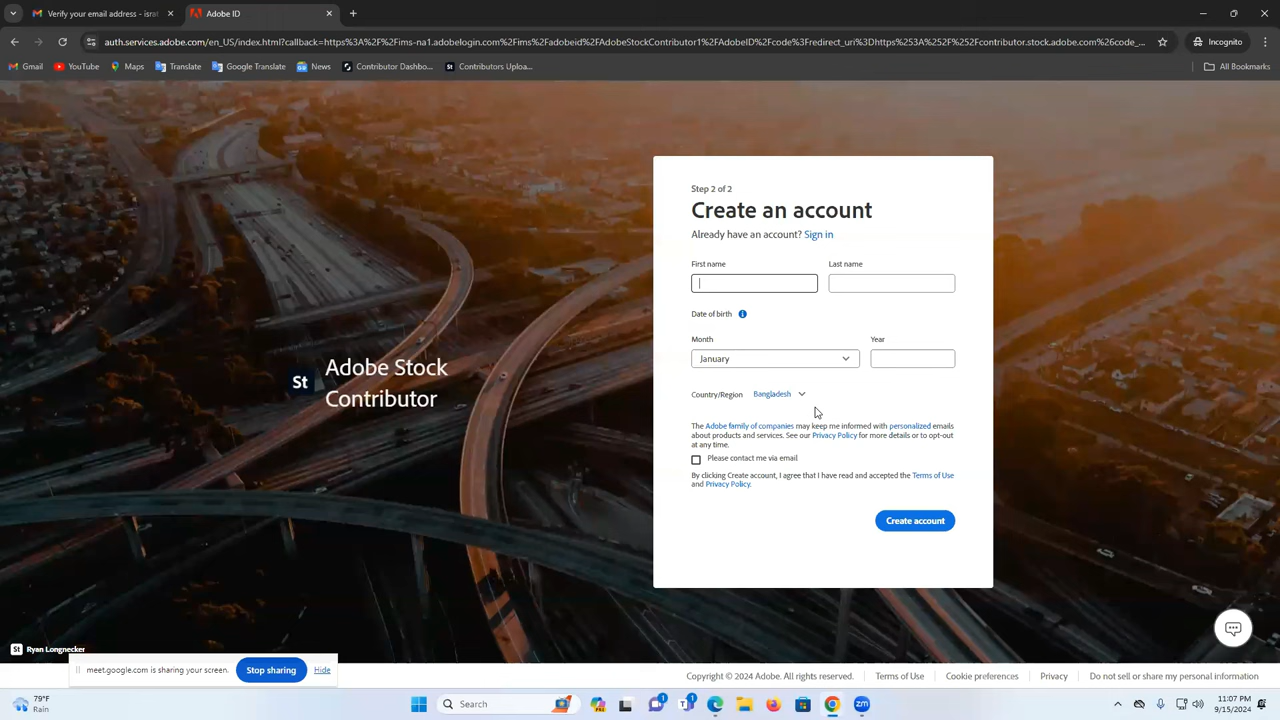 Verify your email address - israt
Adobe ID
auth.services.adobe.com/en_US/index.html?callback=https%3A%2F%2Fims-na1.adobelogin.com%2Fims%2Fadobeid%2FAdobeStockContributor1%2FAdobeID%2Fcode%3Fredirect_uri%3Dhttps%253A%252F%252Fcontributor.stock.adobe.com%26code_...
Incognito
Gmail
YouTube
Maps
Translate
Google Translate
News
Contributor Dashbo...
Contributors Uploa...
All Bookmarks
Step 2 of 2
Create an account
Already have an account? Sign in
First name
Last name
Date of birth
Month
Year
January
Country/Region Bangladesh
The Adobe family of companies may keep me informed with personalized emails
about products and services. See our Privacy Policy for more details or to opt-out
at any time.
Please contact me via email
By clicking Create account, I agree that I have read and accepted the Terms of Use
and Privacy Policy.
Create account
St
Adobe Stock
Contributor
St Ryan Longnecker
meet.google.com is sharing your screen.
Stop sharing
Hide
Copyright © 2024 Adobe. All rights reserved.
Terms of Use
Cookie preferences
Privacy
Do not sell or share my personal information
79°F
Rain
Search
zm
11:07 PM
9/15/2024